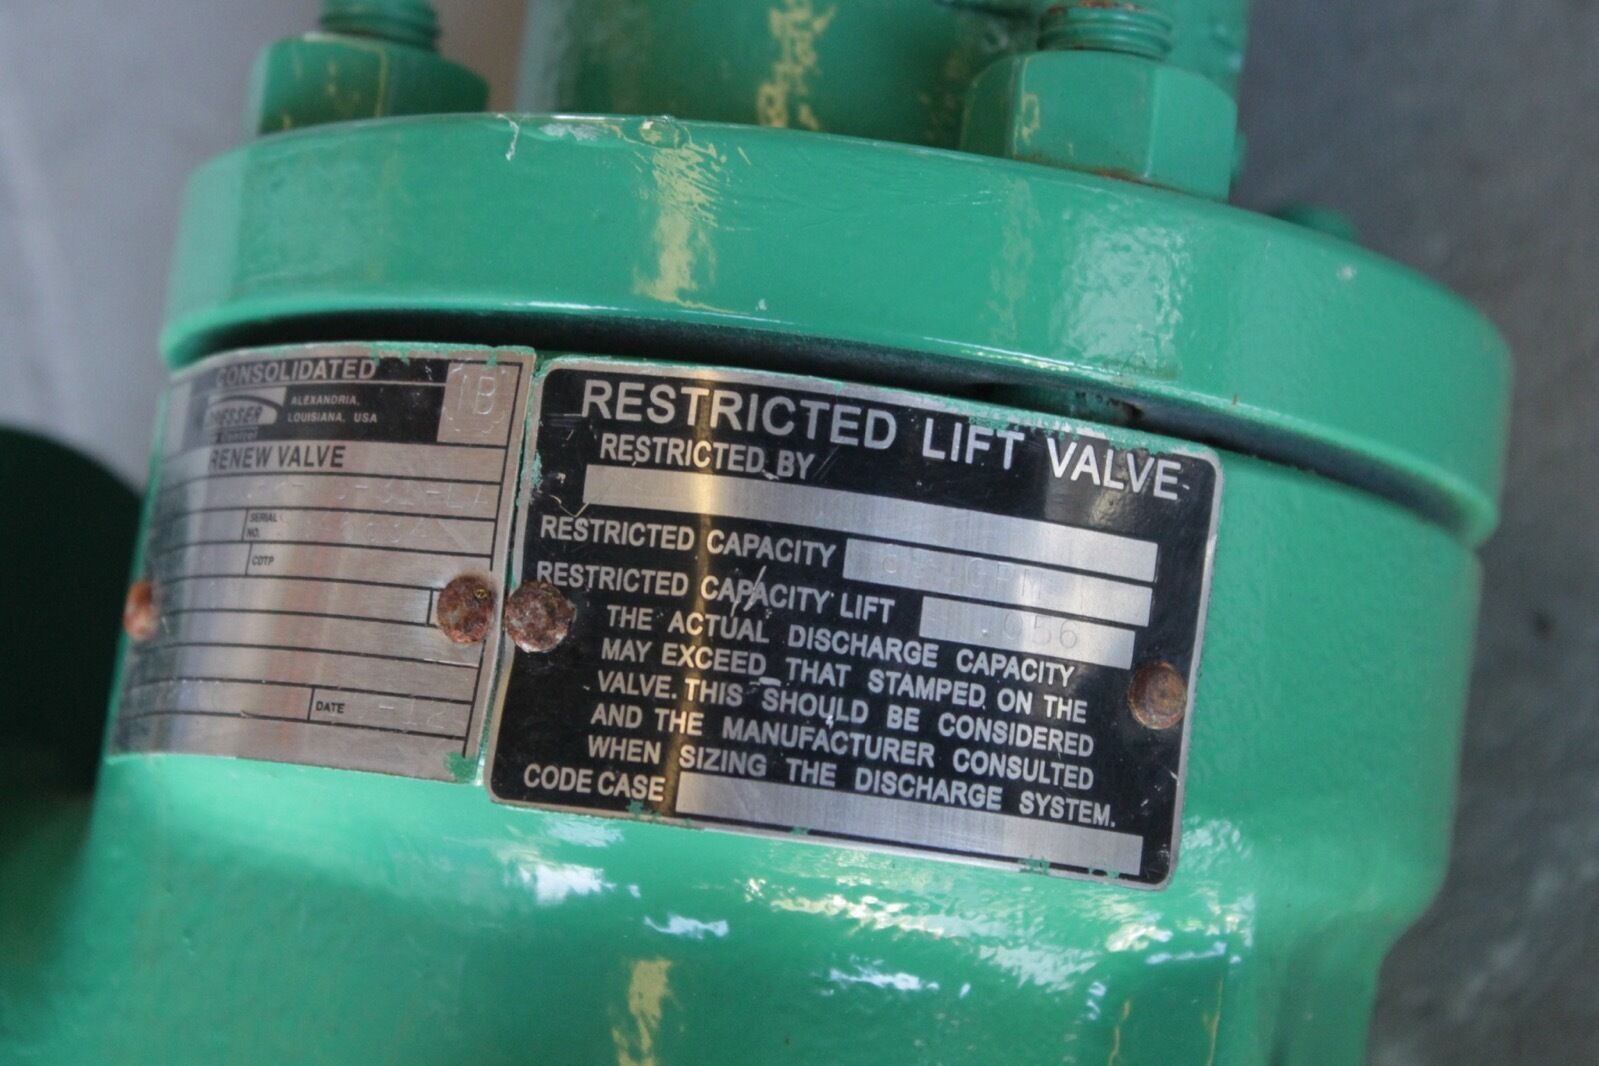 CONSOLIDATED
DRESSER
ALEXANDRIA,
LOUISIANA, USA
1B
RENEW VALVE
SERIAL
NO.
CDTP
DATE
RESTRICTED LIFT VALVE
RESTRICTED BY
RESTRICTED CAPACITY
RESTRICTED CAPACITY LIFT 056
THE ACTUAL DISCHARGE CAPACITY
MAY EXCEED THAT STAMPED ON THE
VALVE. THIS SHOULD BE CONSIDERED
AND THE MANUFACTURER CONSULTED
WHEN SIZING THE DISCHARGE SYSTEM.
CODE CASE